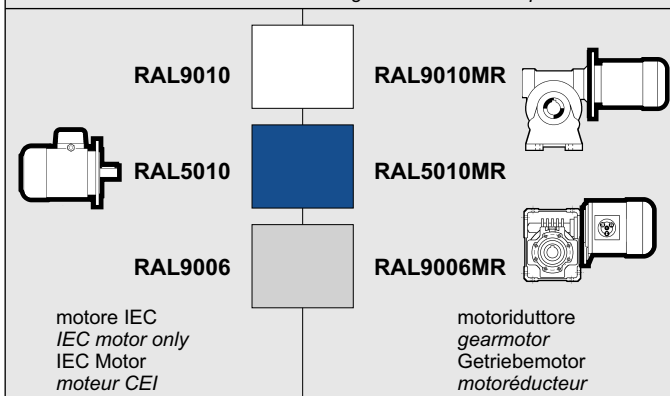 RAL9010
RAL9010MR
RAL5010
RAL5010MR
RAL9006
RAL9006MR
motore IEC
IEC motor only
IEC Motor
moteur CEI
motoriduttore
gearmotor
Getriebemotor
motoréducteur